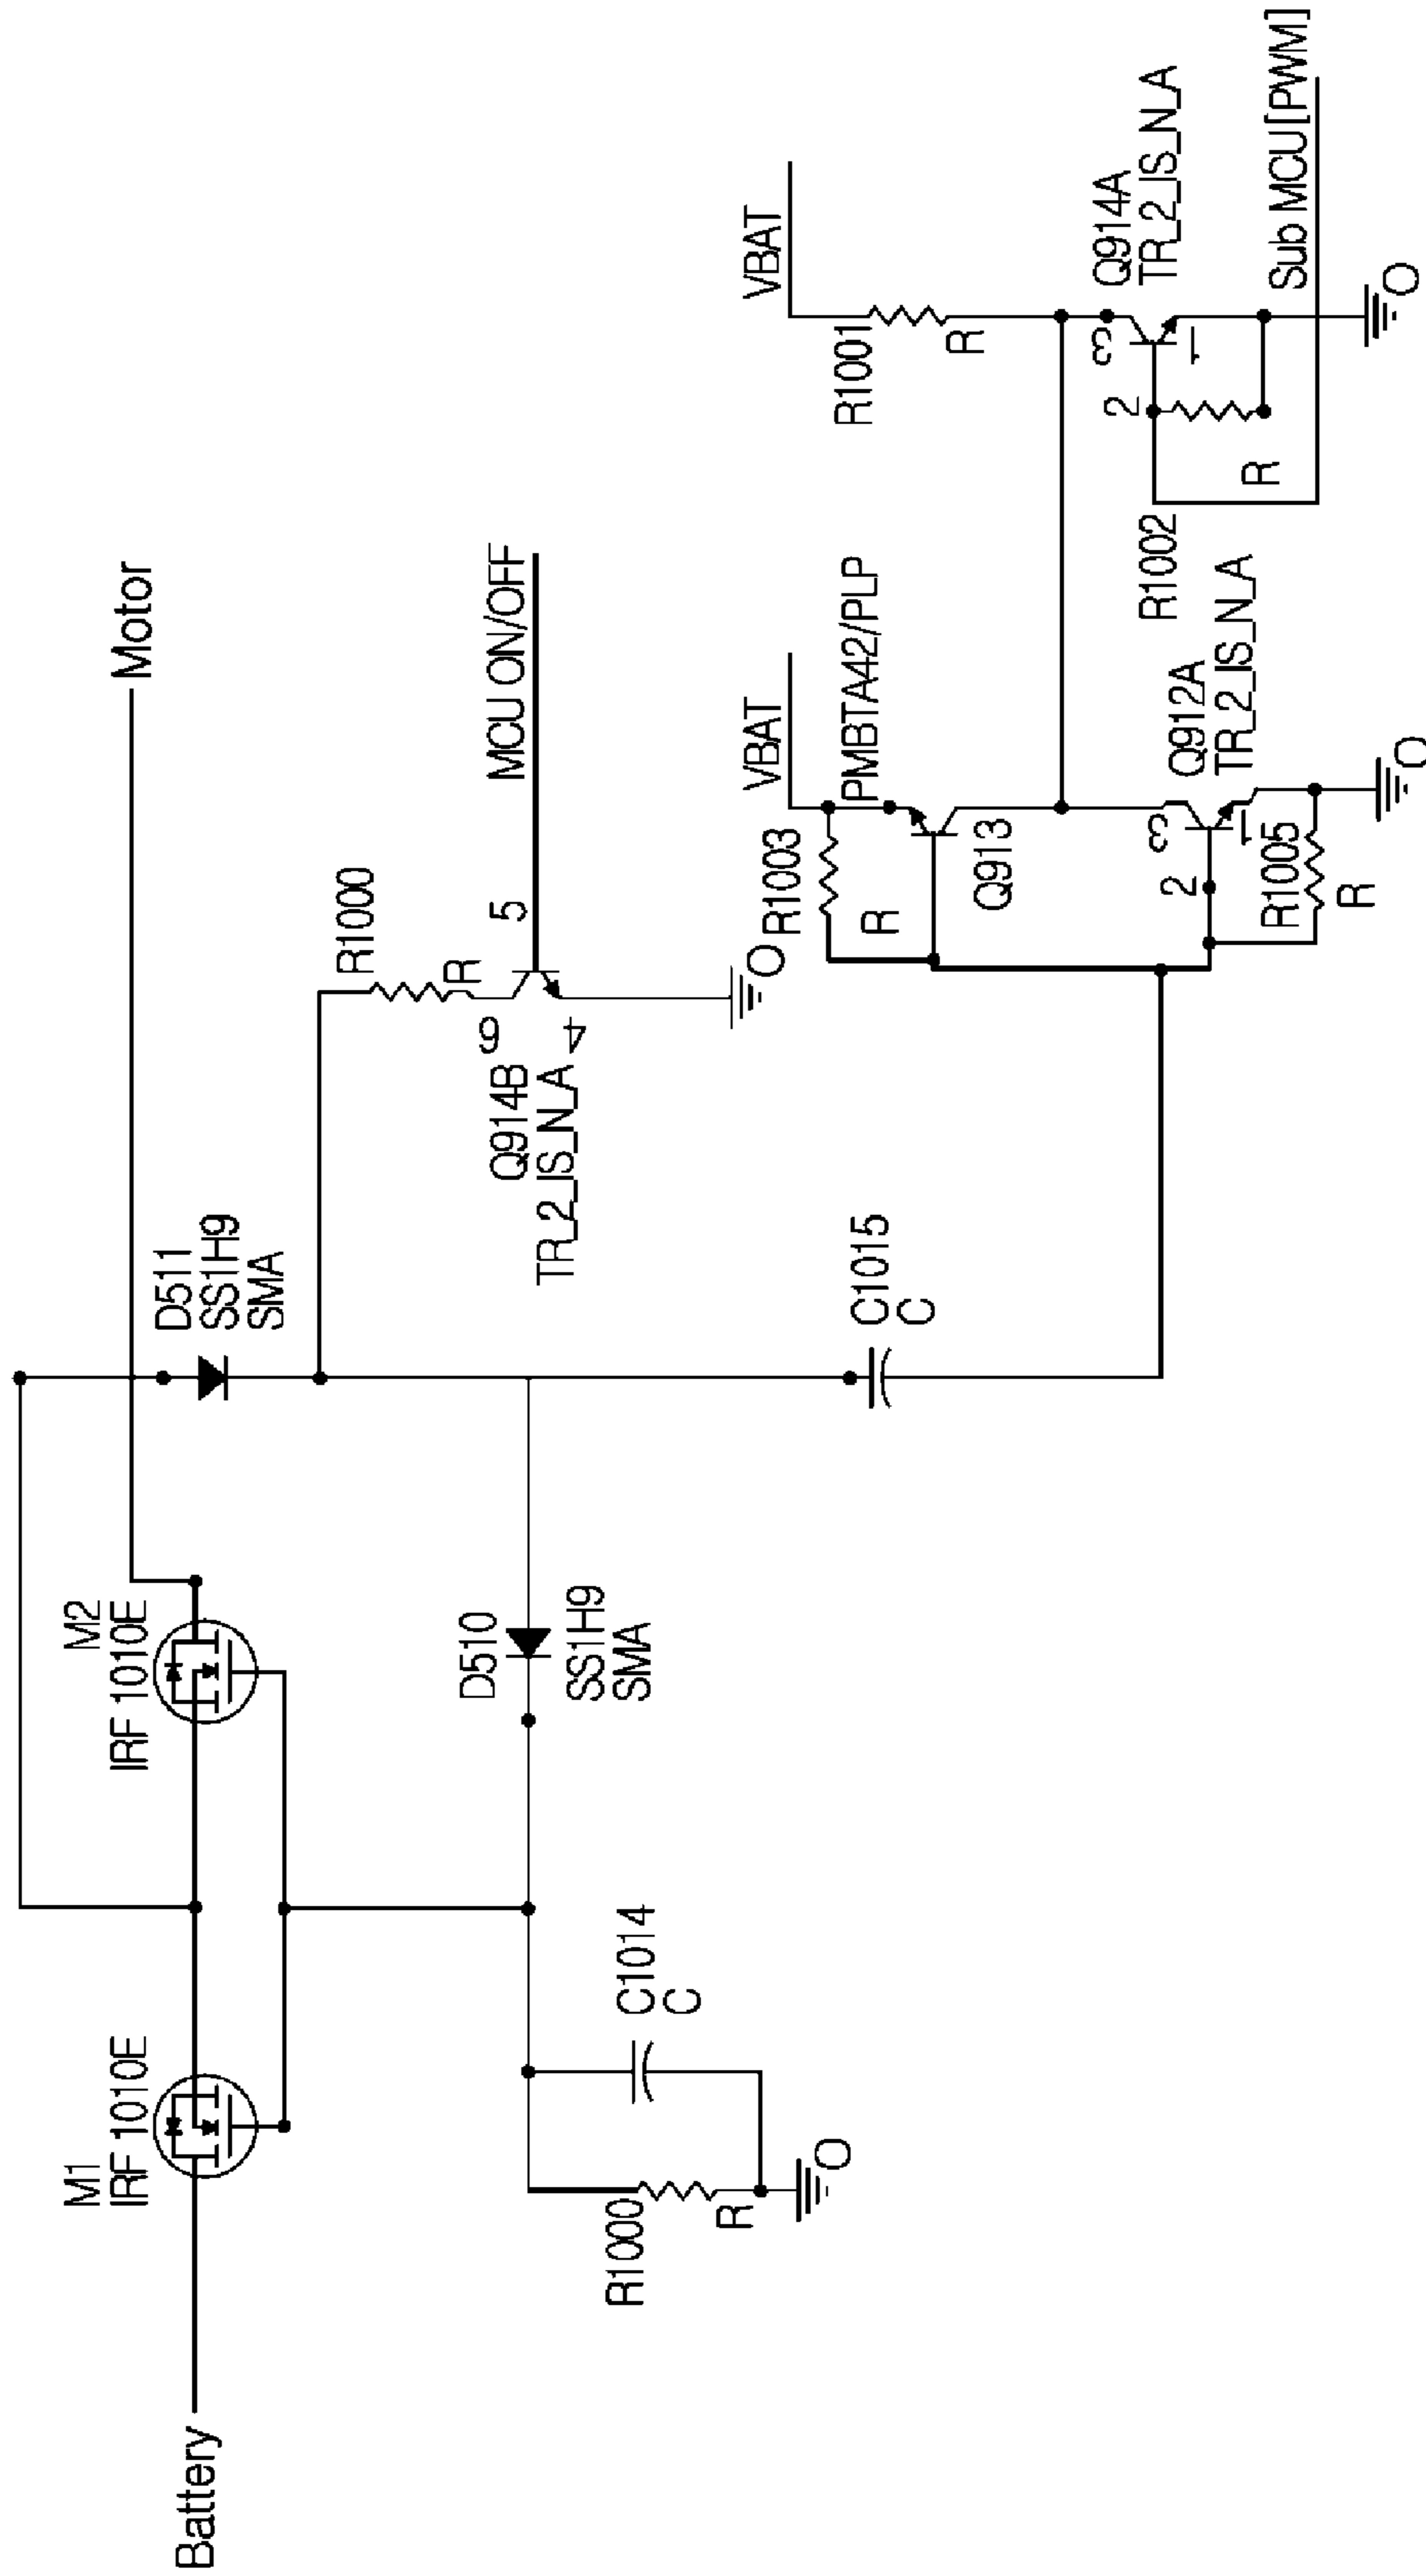 Battery
M1
IRF 1010E
M2
IRF 1010E
Motor
D511
SS1H9
SMA
R1000
R
MCU ON/OFF
5
6
4
Q914B
TR_2_IS_N_A
O
D510
SS1H9
SMA
C1014
C
R1000
R
O
C1015
C
VBAT
R1003
R
PMBTA42/PLP
Q913
3
2
1
Q912A
TR_2_IS_N_A
R1005
R
O
VBAT
R1001
R
3
2
1
Q914A
TR_2_IS_N_A
R1002
R
Sub MCU[PWM]
O